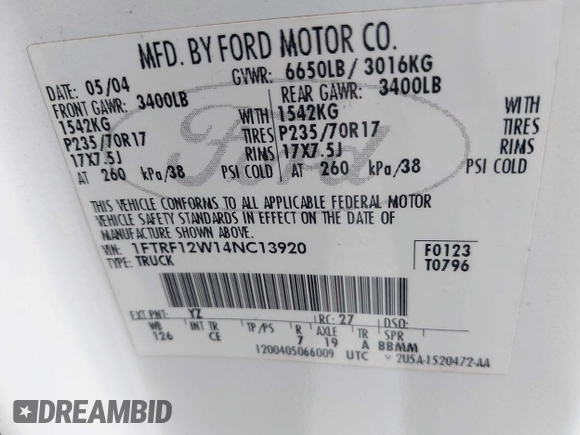 MFD. BY FORD MOTOR CO.
DATE: 05/04 GVWR: 6650LB / 3016KG
FRONT GAWR: 3400LB REAR GAWR: 3400LB
1542KG WITH 1542KG WITH
P235/70R17 TIRES P235/70R17 TIRES
17X7.5J RIMS 17X7.5J RIMS
AT 260 kPa/38 PSI COLD AT 260 kPa/38 PSI COLD
Ford
THIS VEHICLE CONFORMS TO ALL APPLICABLE FEDERAL MOTOR
VEHICLE SAFETY STANDARDS IN EFFECT ON THE DATE OF
MANUFACTURE SHOWN ABOVE.
VIN: 1FTRF12W14NC13920 F0123
TYPE: TRUCK T0796
EXT PNT: YZ RC: 27 DSO:
WB INT TR TP/PS R AXLE TR SPR
126 CE 7 19 A BBMM
1200405066009 UTC 2U5A-1520472-AA
DREAMBID